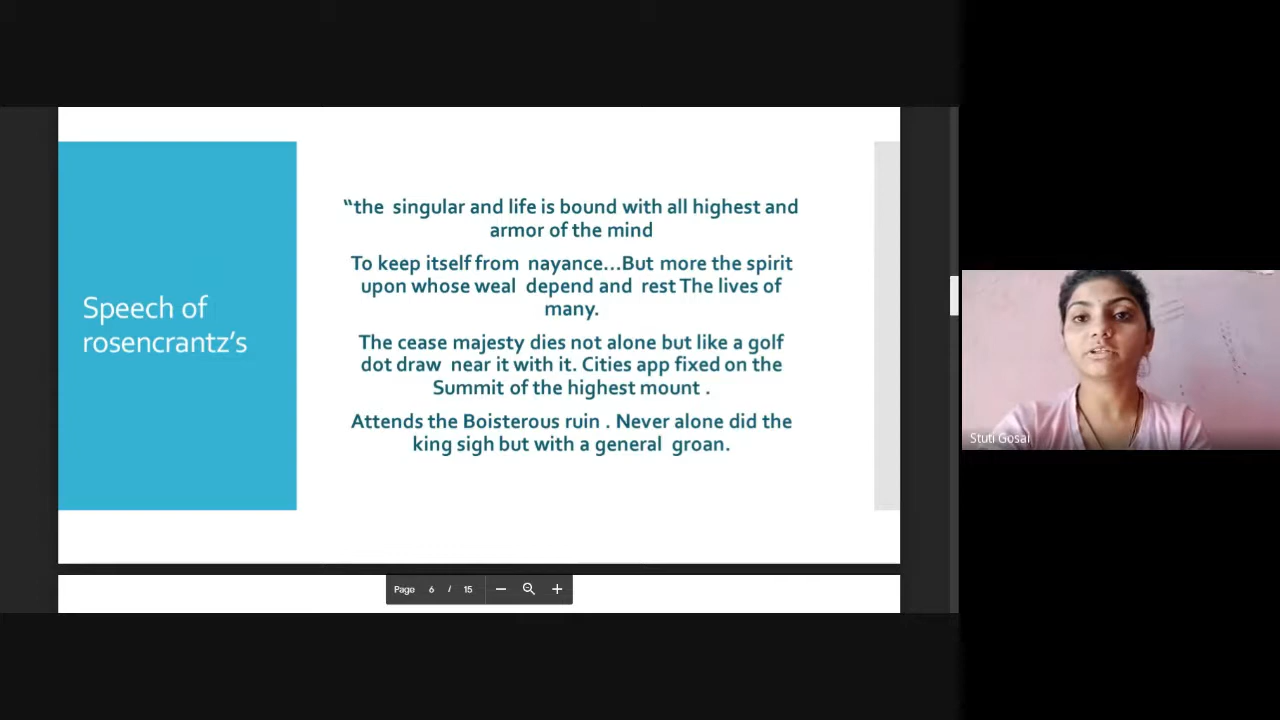 Speech of
rosencrantz's
“the singular and life is bound with all highest and
armor of the mind
To keep itself from nayance...But more the spirit
upon whose weal depend and rest The lives of
many.
The cease majesty dies not alone but like a golf
dot draw near it with it. Cities app fixed on the
Summit of the highest mount .
Attends the Boisterous ruin . Never alone did the
king sigh but with a general groan.
Page 6 / 15
Stuti Gosai